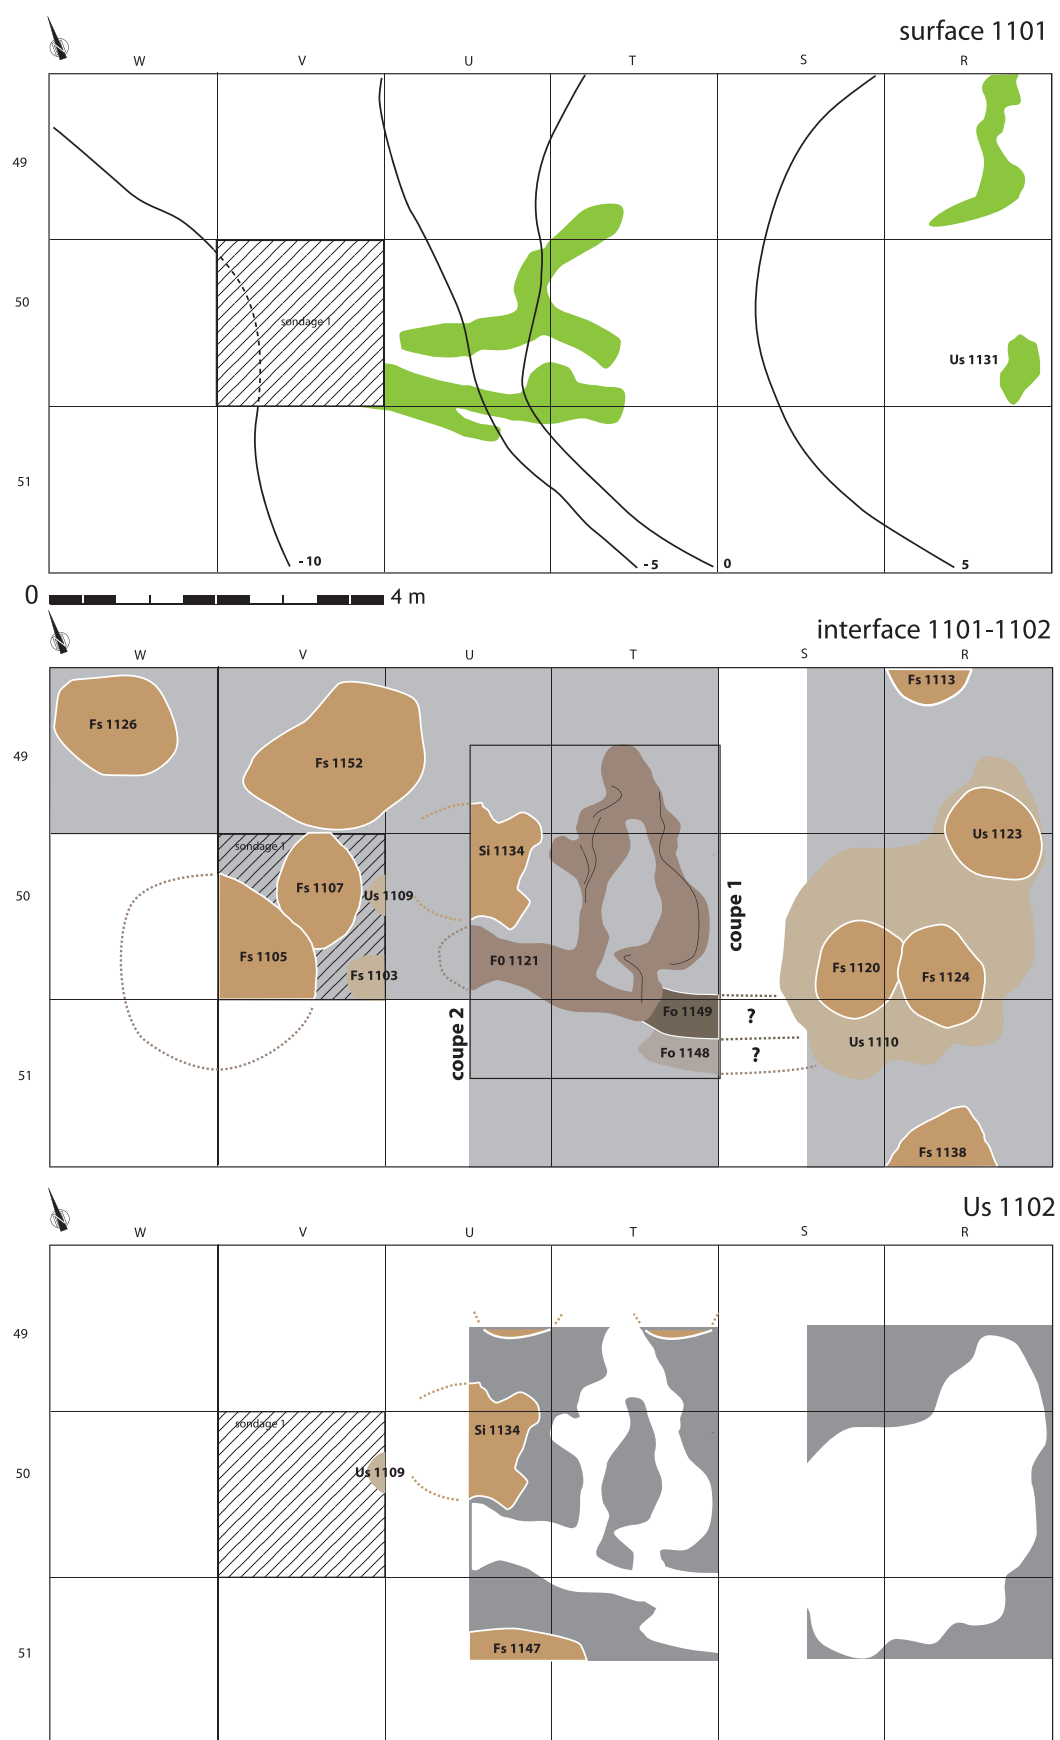 surface 1101
W V U T S R
49
50
sondage 1
Us 1131
51
- 10
- 5
0
5
0 4 m
interface 1101-1102
W V U T S R
Fs 1113
Fs 1126
49
Fs 1152
Us 1123
sondage 1
Si 1134
Fs 1107
50
Us 1109
coupe 1
Fs 1105
F0 1121
Fs 1120
Fs 1103
Fs 1124
Fo 1149
?
coupe 2
Us 1110
Fo 1148
?
51
Fs 1138
Us 1102
W V U T S R
49
sondage 1
Si 1134
50
Us 1109
51
Fs 1147